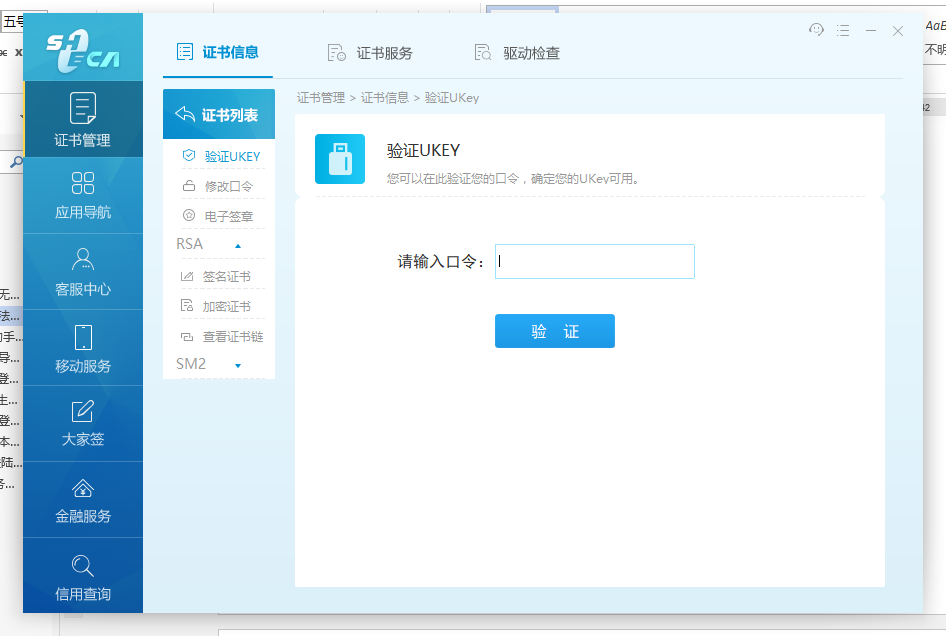 五号
证书信息
证书服务
驱动检查
证书管理
应用导航
客服中心
移动服务
大家签
金融服务
信用查询
证书列表
验证UKEY
修改口令
电子签章
RSA
签名证书
加密证书
查看证书链
SM2
证书管理 > 证书信息 > 验证UKey
验证UKEY
您可以在此验证您的口令，确定您的UKey可用。
请输入口令：
验 证
AaB
不明
无...
法...
的手...
导...
登...
生...
登...
本...
陆...
务...